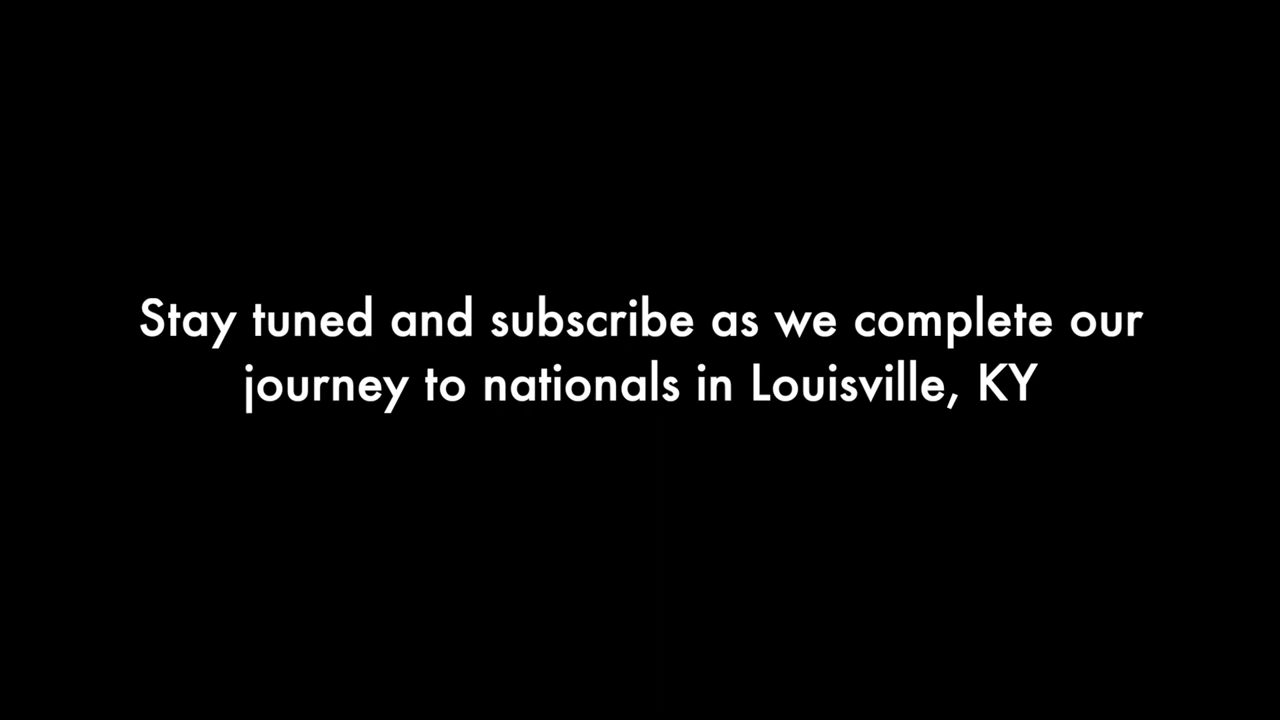 Stay tuned and subscribe as we complete our
journey to nationals in Louisville, KY